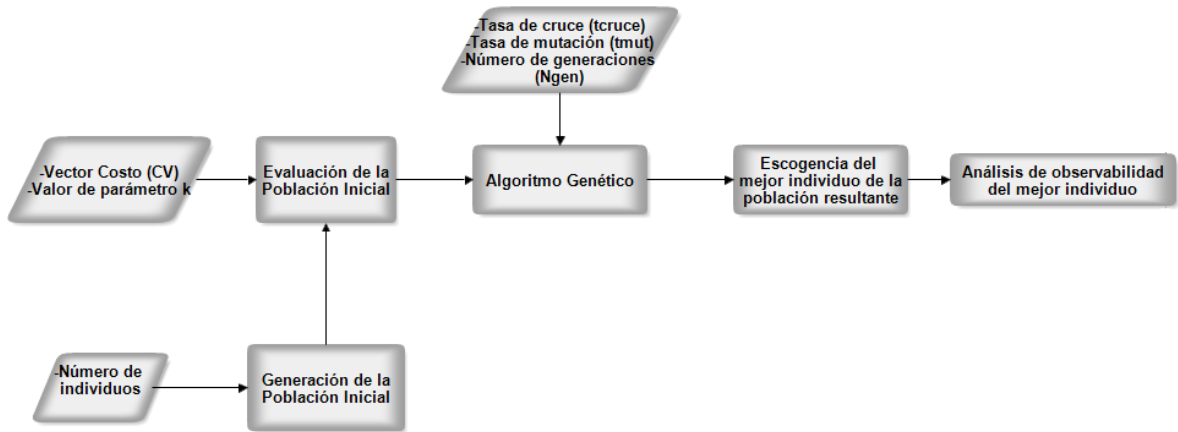 -Tasa de cruce (tcruce)
-Tasa de mutación (tmut)
-Número de generaciones
(Ngen)
-Vector Costo (CV)
-Valor de parámetro k
Evaluación de la
Población Inicial
Algoritmo Genético
Escogencia del
mejor individuo de la
población resultante
Análisis de observabilidad
del mejor individuo
-Número de
individuos
Generación de la
Población Inicial